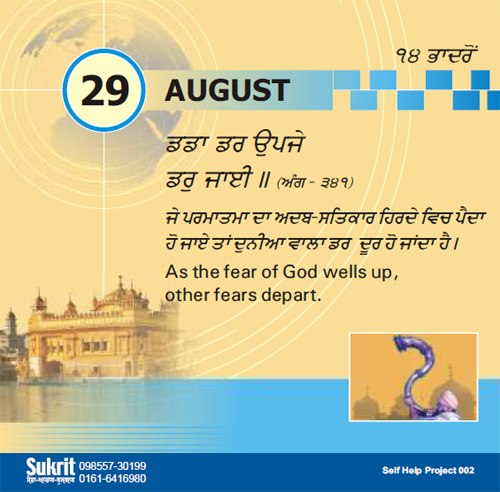 ੧੪ ਭਾਦਰੋਂ
29 AUGUST
ਡਡਾ ਡਰ ਉਪਜੇ
ਡਰੁ ਜਾਈ ॥ (ਅੰਗ - ੩੪੧)
ਜੇ ਪਰਮਾਤਮਾ ਦਾ ਅਦਬ-ਸਤਿਕਾਰ ਹਿਰਦੇ ਵਿਚ ਪੈਦਾ
ਹੋ ਜਾਏ ਤਾਂ ਦੁਨੀਆ ਵਾਲਾ ਡਰ ਦੂਰ ਹੋ ਜਾਂਦਾ ਹੈ।
As the fear of God wells up,
other fears depart.
Sukrit 098557-30199
0161-6416980
Self Help Project 002